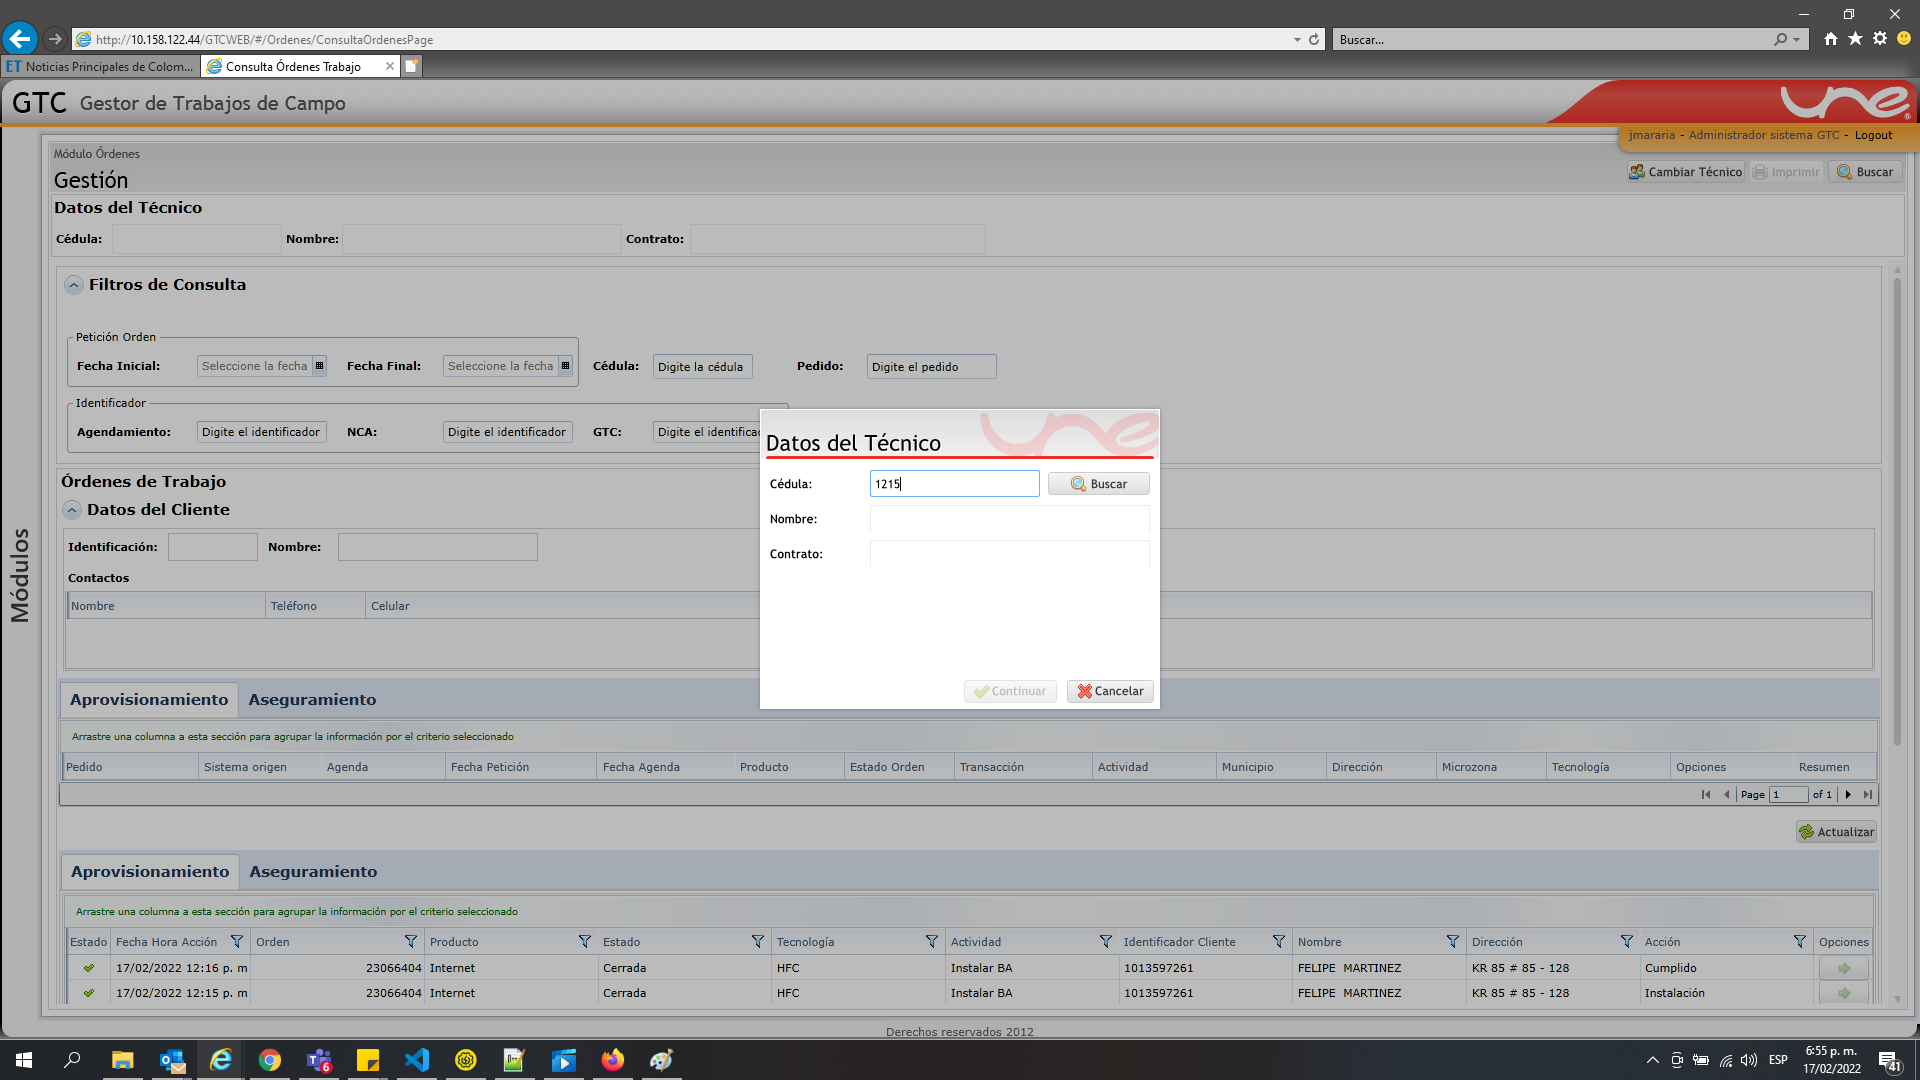 http://10.158.122.44/GTCWEB/#/Ordenes/ConsultaOrdenesPage
Buscar...
ET Noticias Principales de Colom...
Consulta Órdenes Trabajo
GTC Gestor de Trabajos de Campo
une
jmararia - Administrador sistema GTC - Logout
Módulo Órdenes
Gestión
Cambiar Técnico
Imprimir
Buscar
Datos del Técnico
Cédula:
Nombre:
Contrato:
Filtros de Consulta
Petición Orden
Fecha Inicial: Seleccione la fecha
Fecha Final: Seleccione la fecha
Cédula: Digite la cédula
Pedido: Digite el pedido
Identificador
Agendamiento: Digite el identificador
NCA: Digite el identificador
GTC: Digite el identifica
Órdenes de Trabajo
Datos del Cliente
Identificación:
Nombre:
Contactos
Nombre Teléfono Celular
Módulos
une
Datos del Técnico
Cédula: 1215 Buscar
Nombre:
Contrato:
Continuar Cancelar
Aprovisionamiento Aseguramiento
Arrastre una columna a esta sección para agrupar la información por el criterio seleccionado
Pedido Sistema origen Agenda Fecha Petición Fecha Agenda Producto Estado Orden Transacción Actividad Municipio Dirección Microzona Tecnología Opciones Resumen
Page 1 of 1
Actualizar
Aprovisionamiento Aseguramiento
Arrastre una columna a esta sección para agrupar la información por el criterio seleccionado
Estado Fecha Hora Acción Orden Producto Estado Tecnología Actividad Identificador Cliente Nombre Dirección Acción Opciones
17/02/2022 12:16 p. m 23066404 Internet Cerrada HFC Instalar BA 1013597261 FELIPE MARTINEZ KR 85 # 85 - 128 Cumplido
17/02/2022 12:15 p. m 23066404 Internet Cerrada HFC Instalar BA 1013597261 FELIPE MARTINEZ KR 85 # 85 - 128 Instalación
Derechos reservados 2012
6
ESP
6:55 p. m.
17/02/2022
41